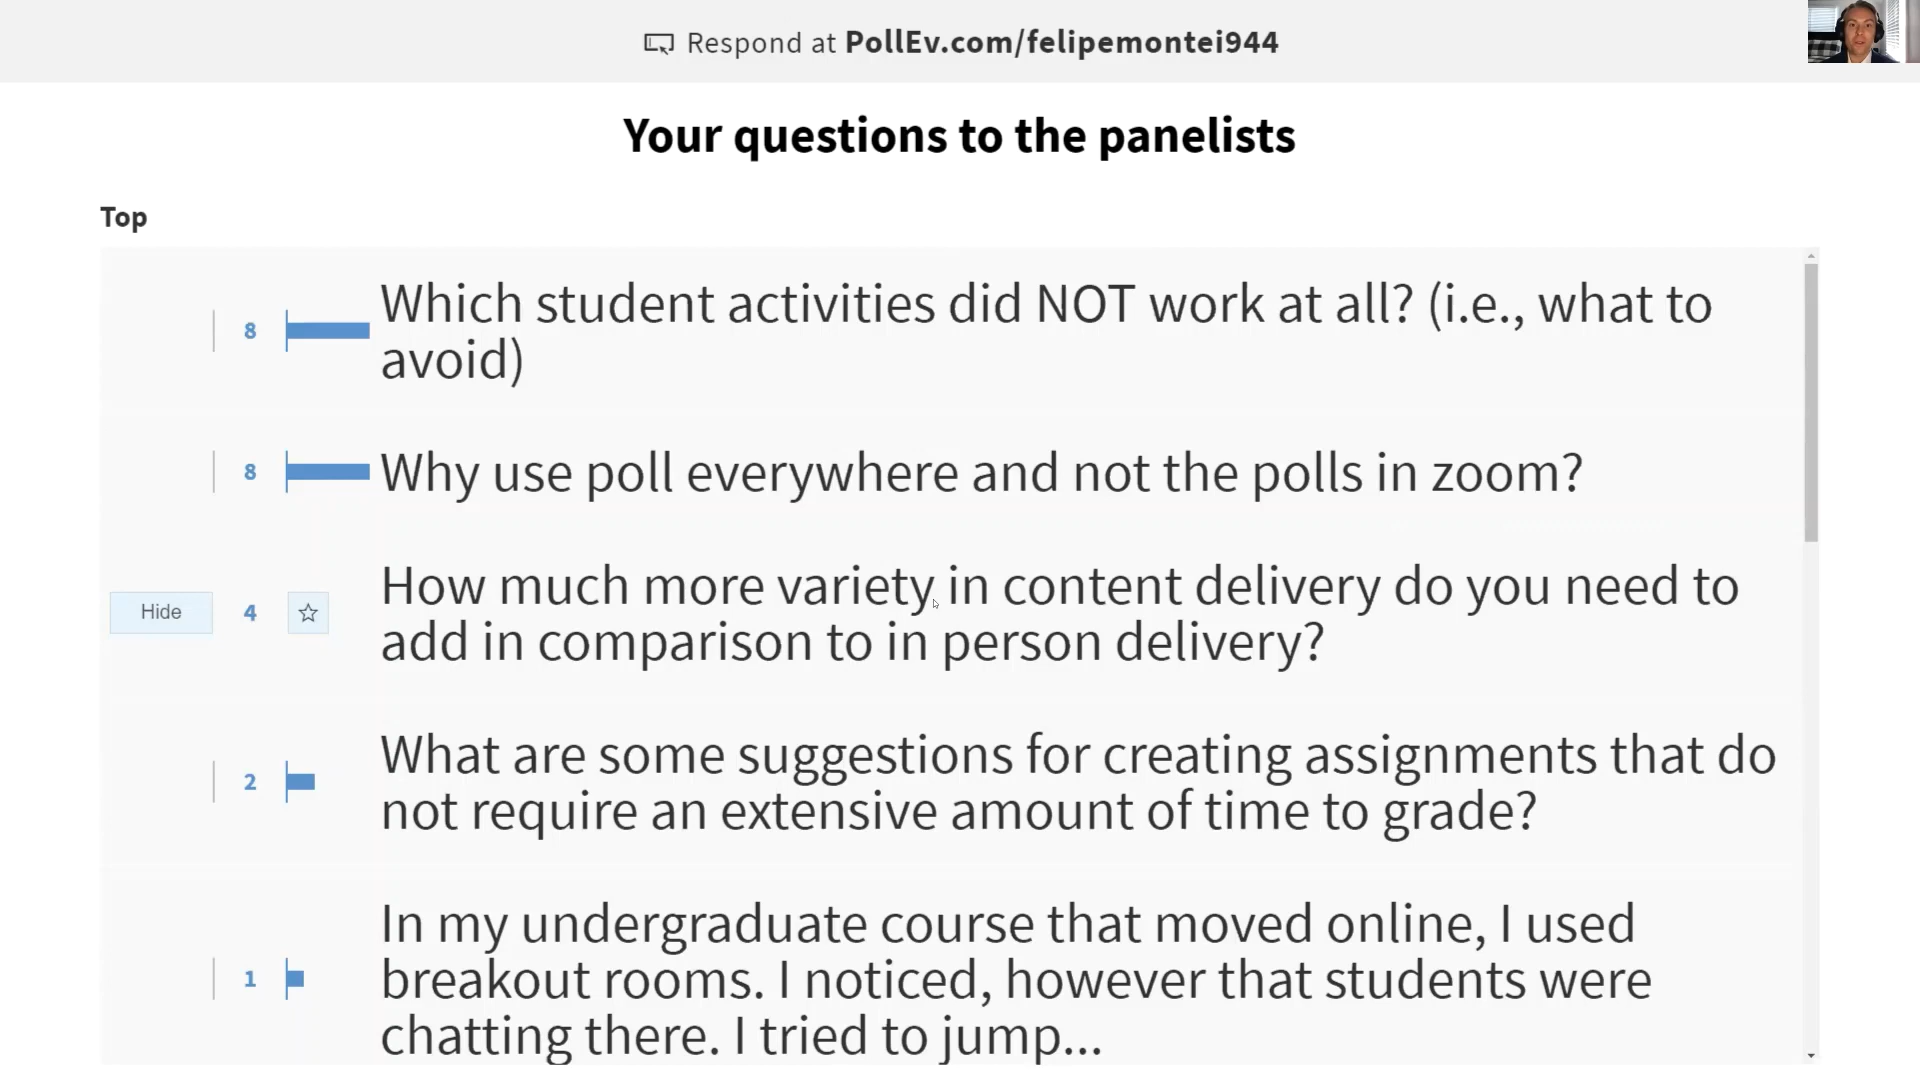 Respond at PollEv.com/felipemontei944
Your questions to the panelists
Top
8
Which student activities did NOT work at all? (i.e., what to
avoid)
8
Why use poll everywhere and not the polls in zoom?
Hide
4
How much more variety in content delivery do you need to
add in comparison to in person delivery?
2
What are some suggestions for creating assignments that do
not require an extensive amount of time to grade?
1
In my undergraduate course that moved online, I used
breakout rooms. I noticed, however that students were
chatting there. I tried to jump...